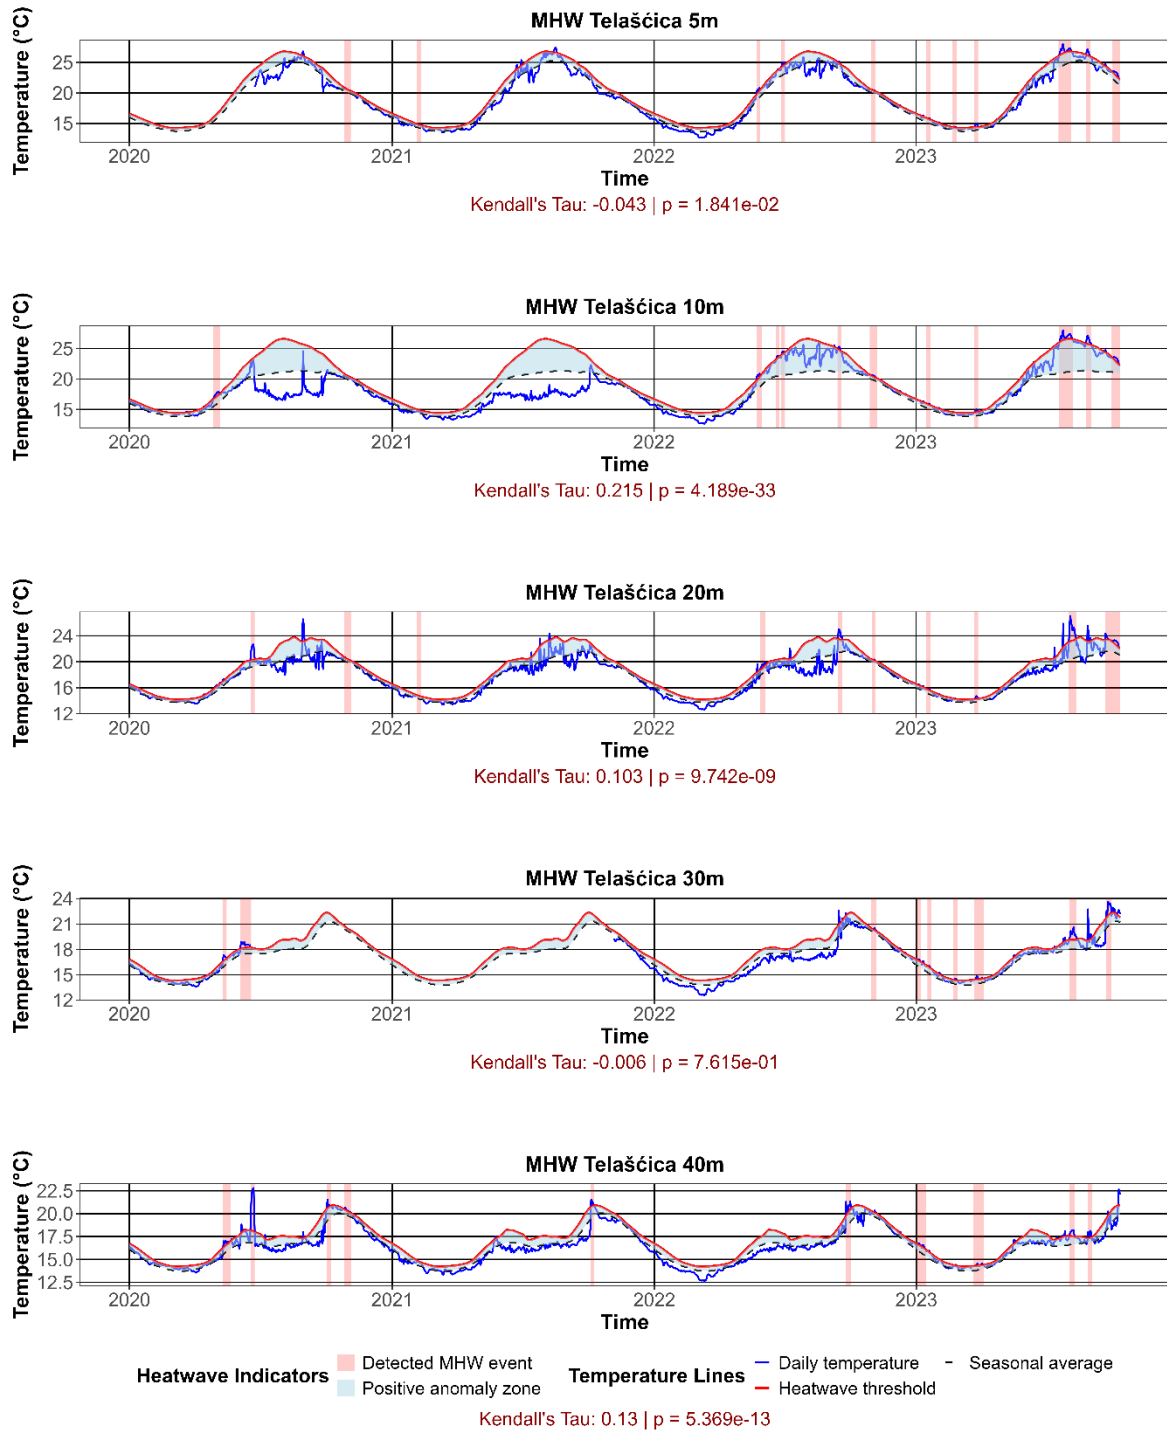 MHW Telašćica 5m
Temperature (°C)
25
20
15
2020 2021 2022 2023
Time
Kendall's Tau: -0.043 | p = 1.841e-02
MHW Telašćica 10m
Temperature (°C)
25
20
15
2020 2021 2022 2023
Time
Kendall's Tau: 0.215 | p = 4.189e-33
MHW Telašćica 20m
Temperature (°C)
24
20
16
12
2020 2021 2022 2023
Time
Kendall's Tau: 0.103 | p = 9.742e-09
MHW Telašćica 30m
Temperature (°C)
24
21
18
15
12
2020 2021 2022 2023
Time
Kendall's Tau: -0.006 | p = 7.615e-01
MHW Telašćica 40m
Temperature (°C)
22.5
20.0
17.5
15.0
12.5
2020 2021 2022 2023
Time
Heatwave Indicators
Detected MHW event
Positive anomaly zone
Temperature Lines
Daily temperature
Heatwave threshold
Seasonal average
Kendall's Tau: 0.13 | p = 5.369e-13